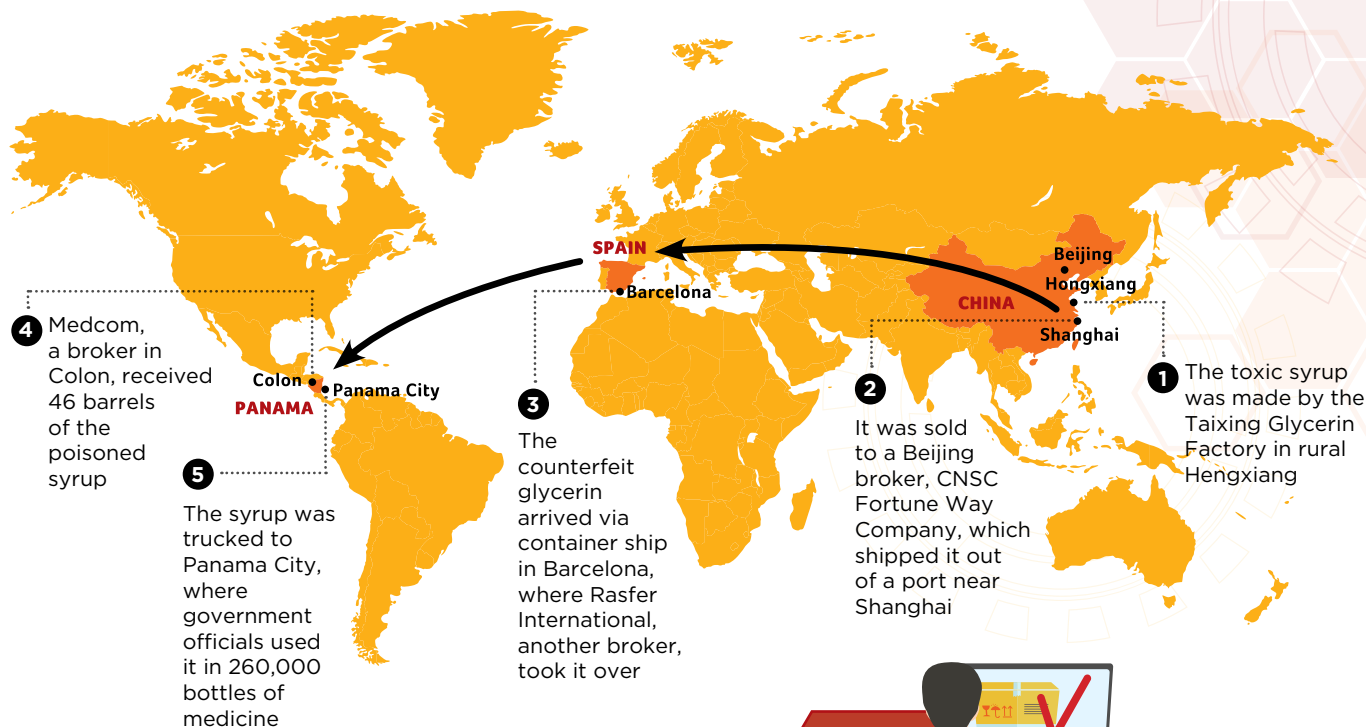 SPAIN
Barcelona
Beijing
Hongxiang
CHINA
Shanghai
Colon
Panama City
PANAMA
1
The toxic syrup
was made by the
Taixing Glycerin
Factory in rural
Hengxiang
2
It was sold
to a Beijing
broker, CNSC
Fortune Way
Company, which
shipped it out
of a port near
Shanghai
3
The
counterfeit
glycerin
arrived via
container ship
in Barcelona,
where Rasfer
International,
another broker,
took it over
4
Medcom,
a broker in
Colon, received
46 barrels
of the
poisoned
syrup
5
The syrup was
trucked to
Panama City,
where
government
officials used
it in 260,000
bottles of
medicine